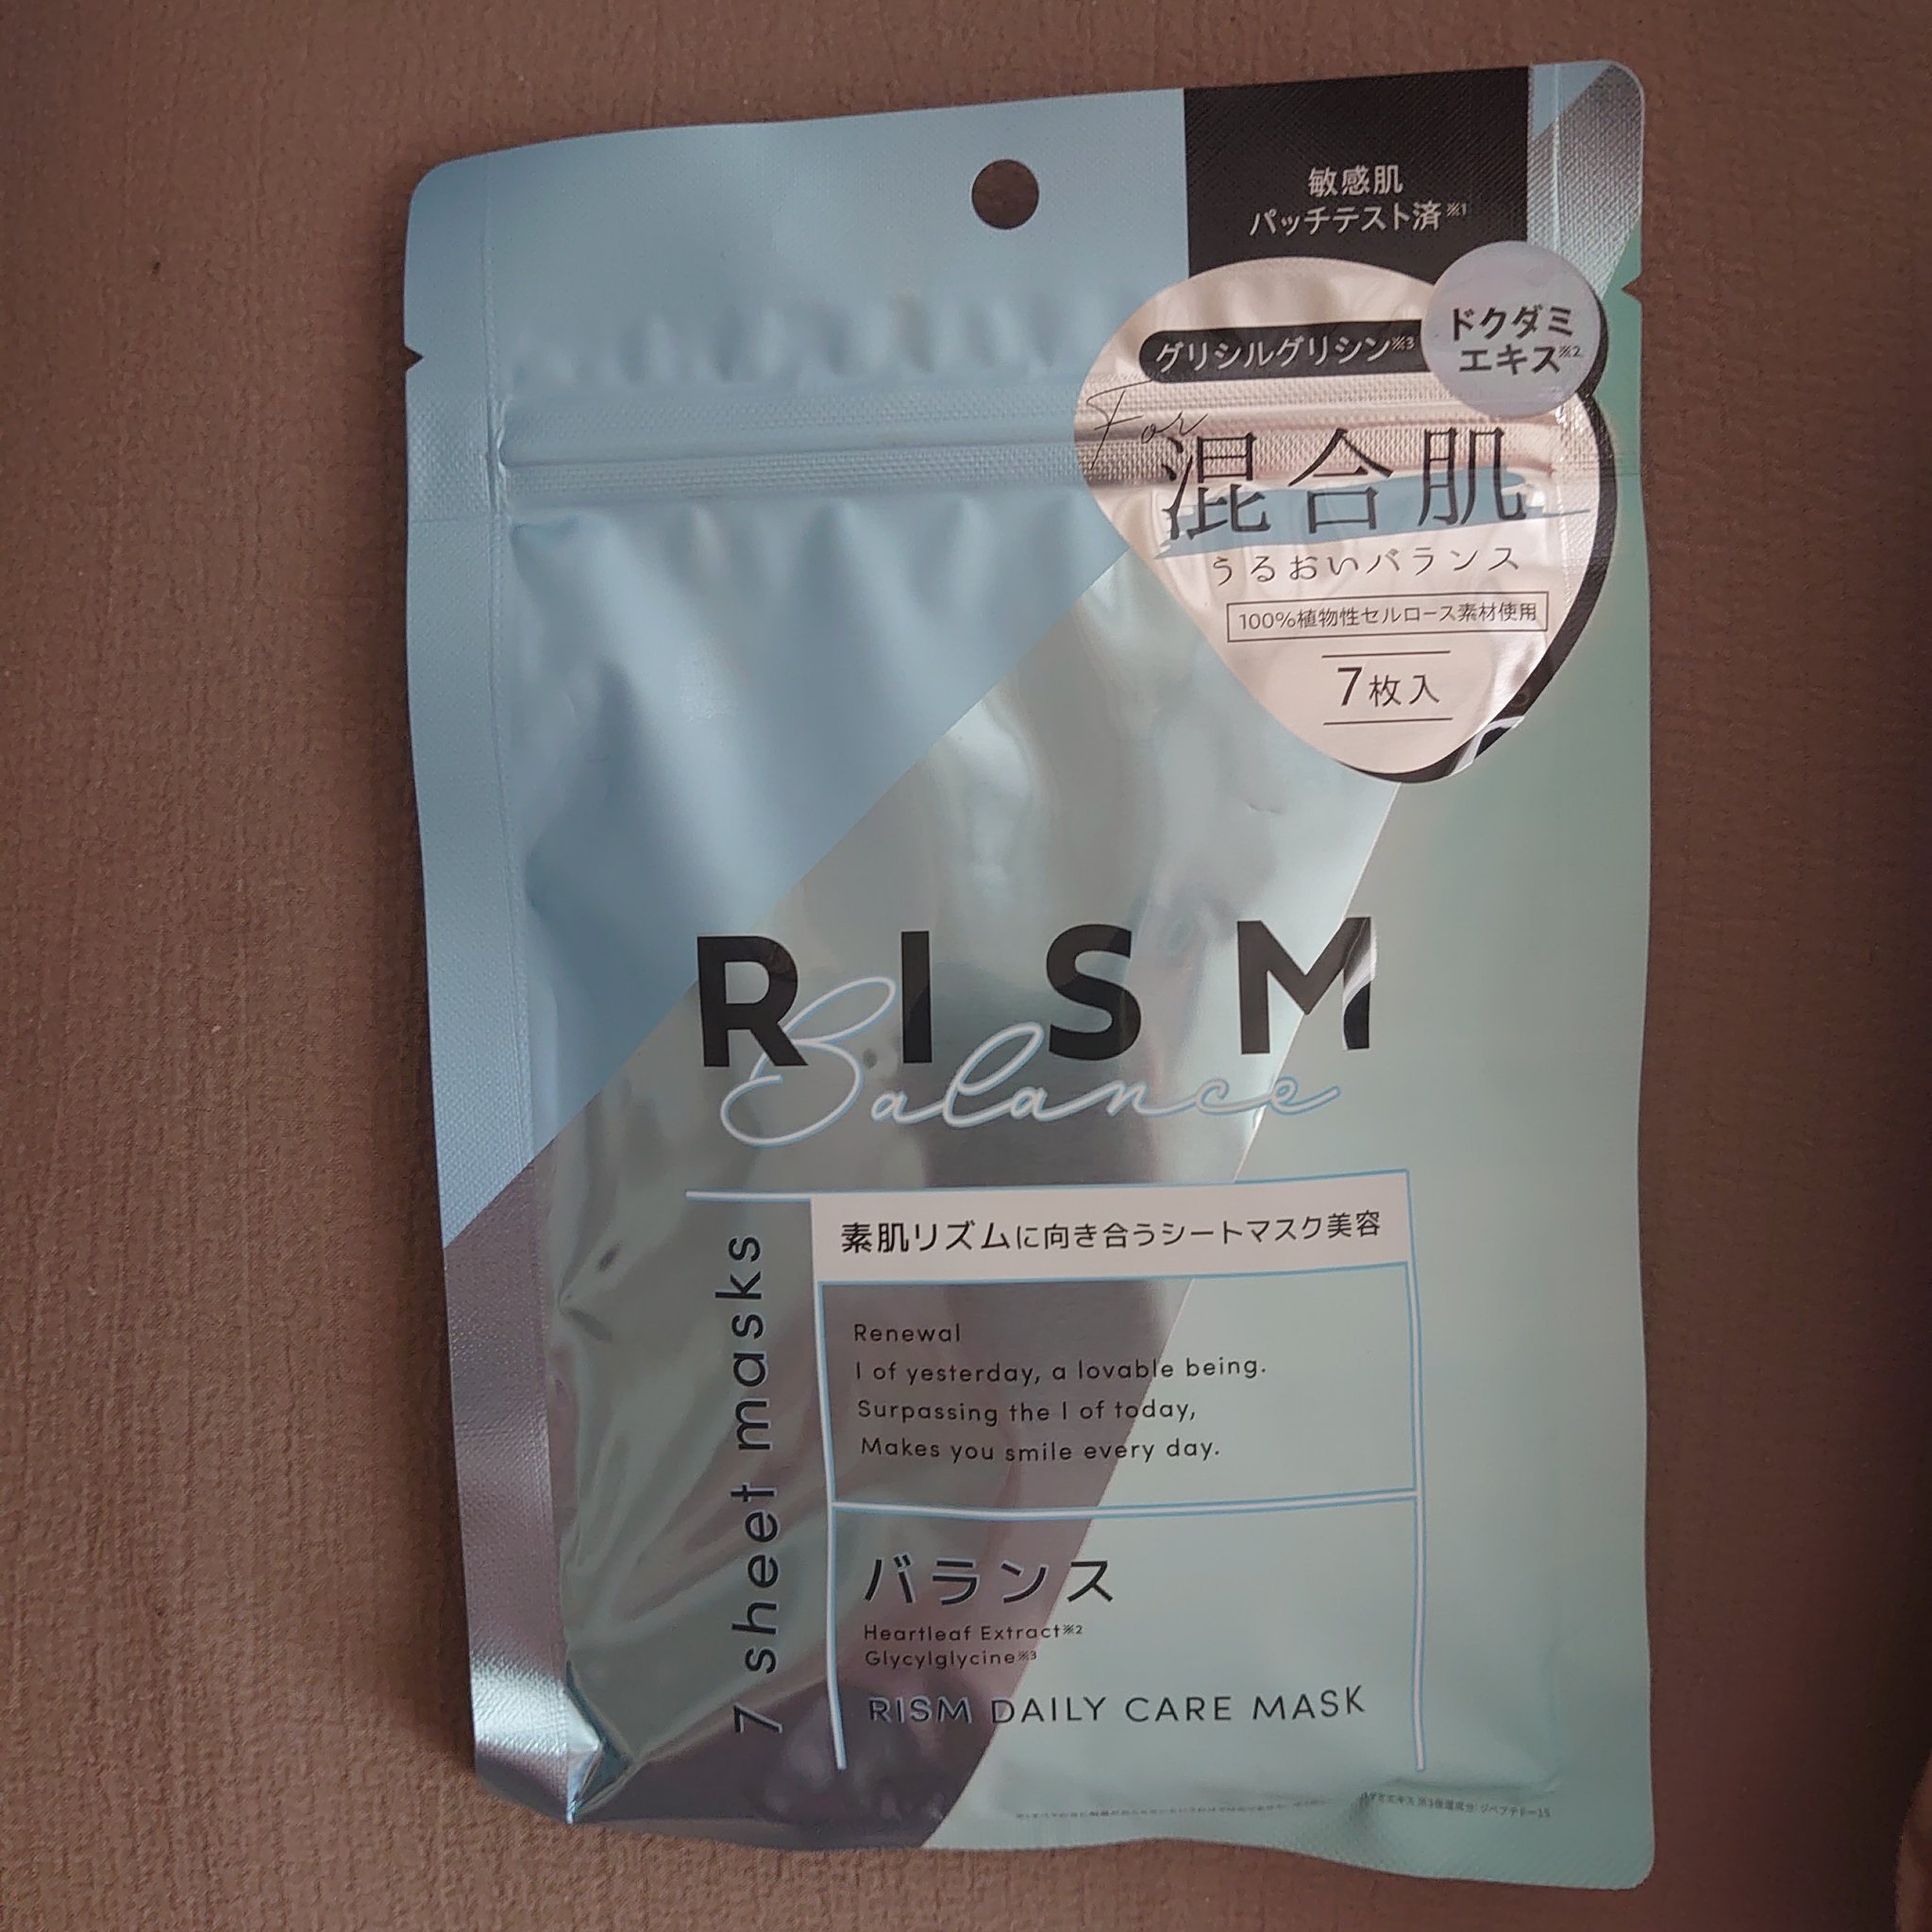 敏感肌
パッチテスト済※1
ドクダミ
エキス※2
グリシルグリシン※3
For
混合肌
うるおいバランス
100%植物性セルロース素材使用
7枚入
RISM
Balance
7 sheet masks
素肌リズムに向き合うシートマスク美容
Renewal
I of yesterday, a lovable being.
Surpassing the I of today,
Makes you smile every day.
バランス
Heartleaf Extract※2
Glycylglycine※3
RISM DAILY CARE MASK